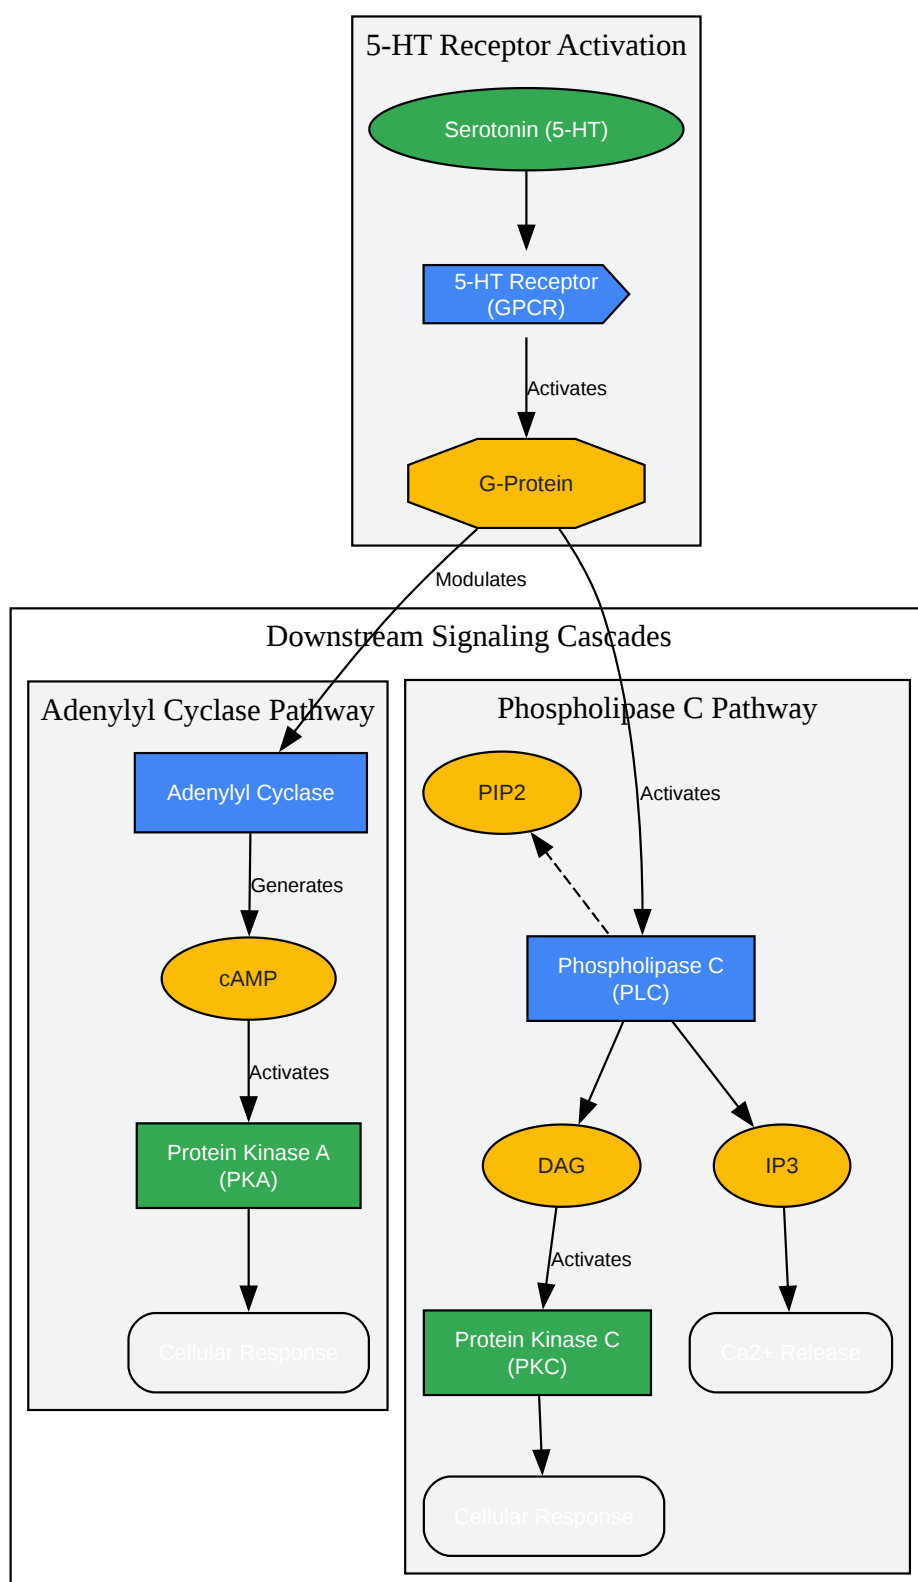 5-HT Receptor Activation
Serotonin (5-HT)
5-HT Receptor
(GPCR)
Activates
G-Protein
Modulates
Downstream Signaling Cascades
Adenylyl Cyclase Pathway
Phospholipase C Pathway
Adenylyl Cyclase
PIP2
Activates
Generates
cAMP
Phospholipase C
(PLC)
Activates
Protein Kinase A
(PKA)
DAG
IP3
Activates
Cellular Response
Protein Kinase C
(PKC)
Ca2+ Release
Cellular Response